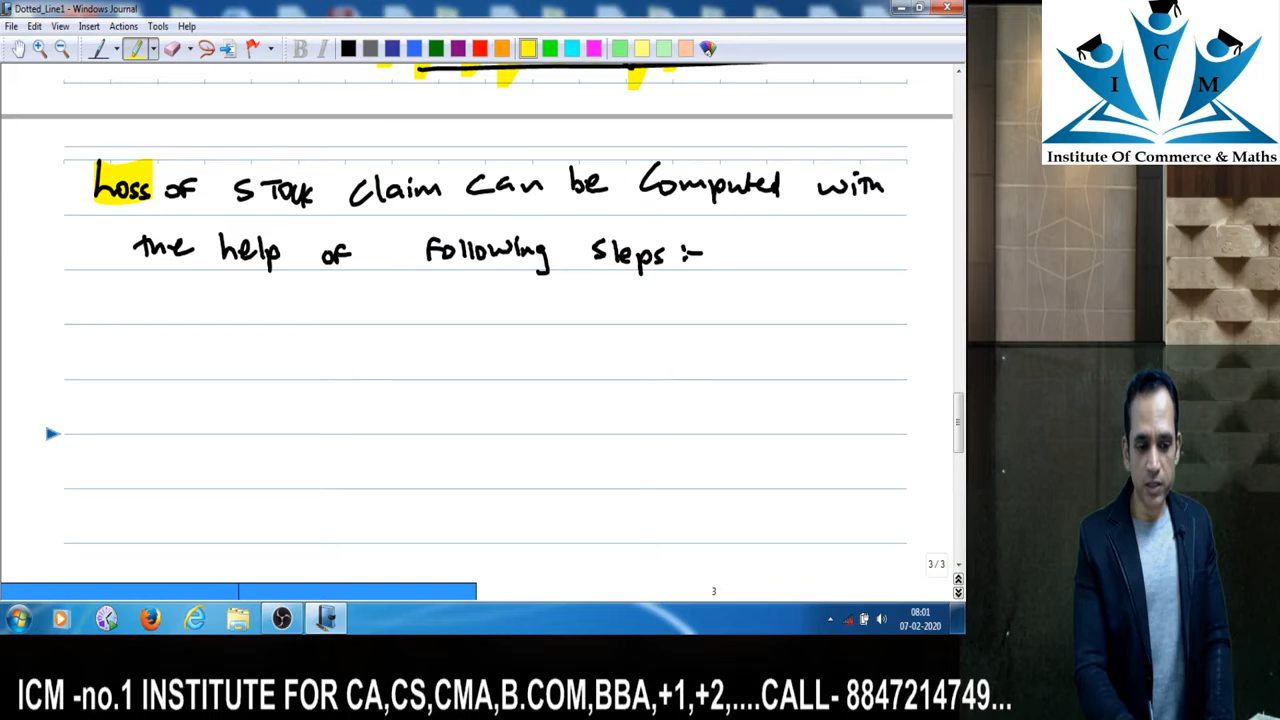 Dotted_Line1 - Windows Journal
File Edit View Insert Actions Tools Help
B I
Loss of STock Claim Can be Computed with
the help of following Steps :-
3/3
3
08:01
07-02-2020
I C M
Institute Of Commerce & Maths
ICM -no.1 INSTITUTE FOR CA,CS,CMA,B.COM,BBA,+1,+2,....CALL- 8847214749...